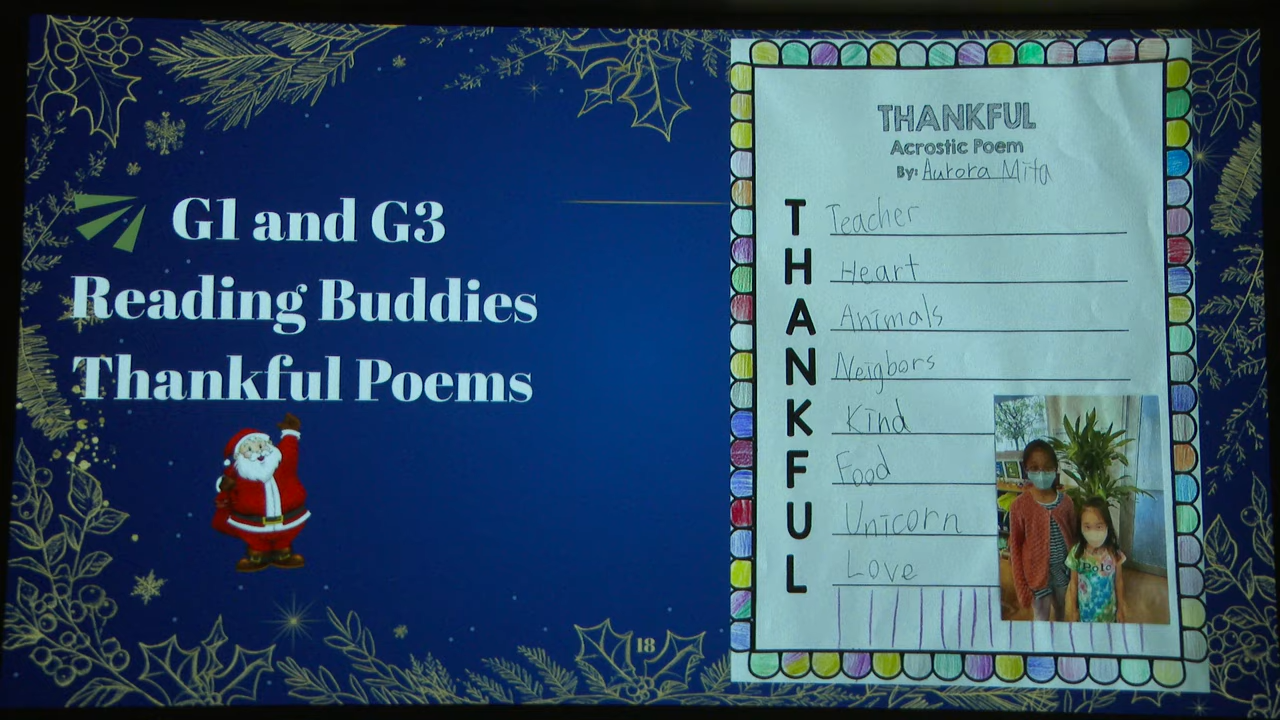 G1 and G3
Reading Buddies
Thankful Poems
18
THANKFUL
Acrostic Poem
By: Aurora Mita
T Teacher
H Heart
A Animals
N Neigbors
K Kind
F Food
U Unicorn
L Love
Polo